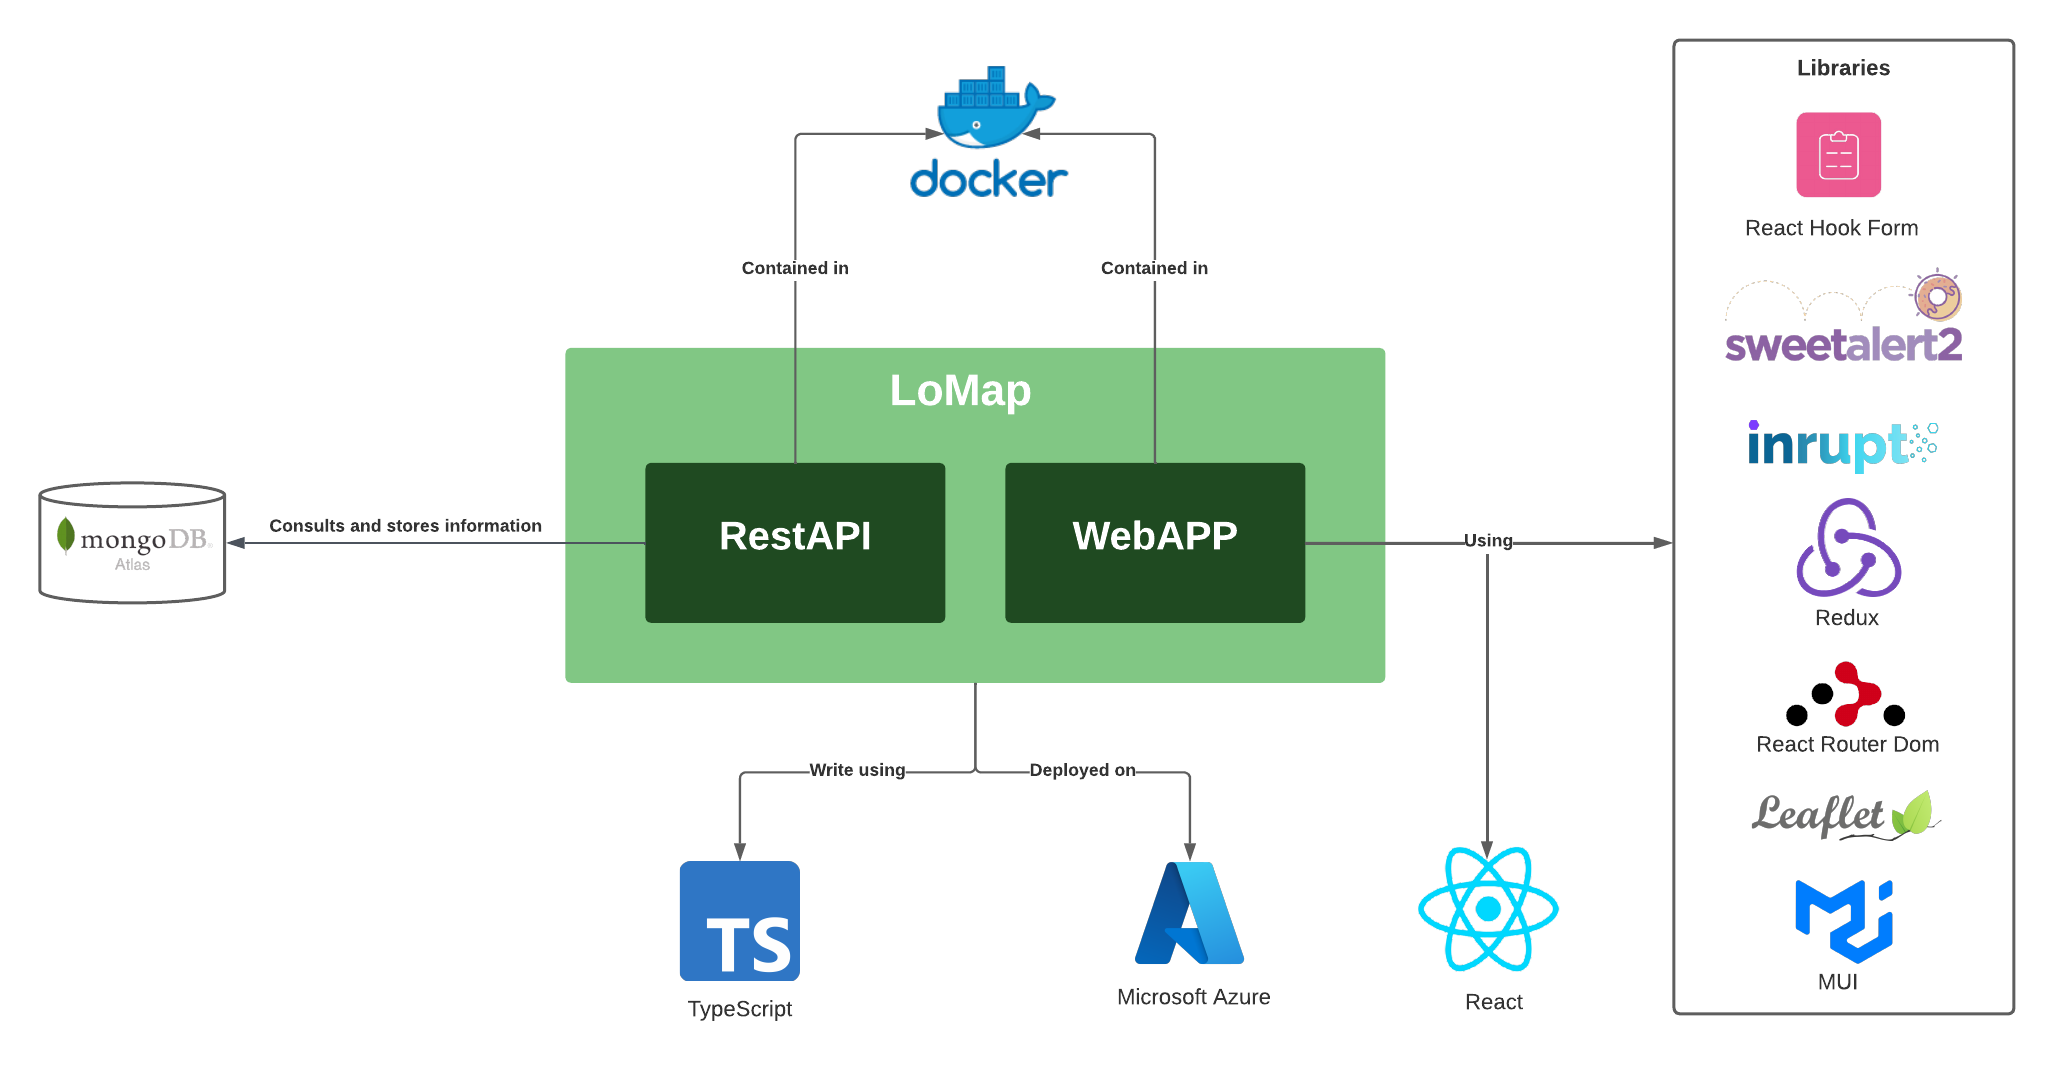 Libraries
docker
React Hook Form
Contained in
Contained in
sweetalert2
LoMap
inrupt
Consults and stores information
RestAPI
WebAPP
Using
mongoDB
Atlas
Redux
React Router Dom
Write using
Deployed on
Leaflet
TS
MUI
TypeScript
Microsoft Azure
React